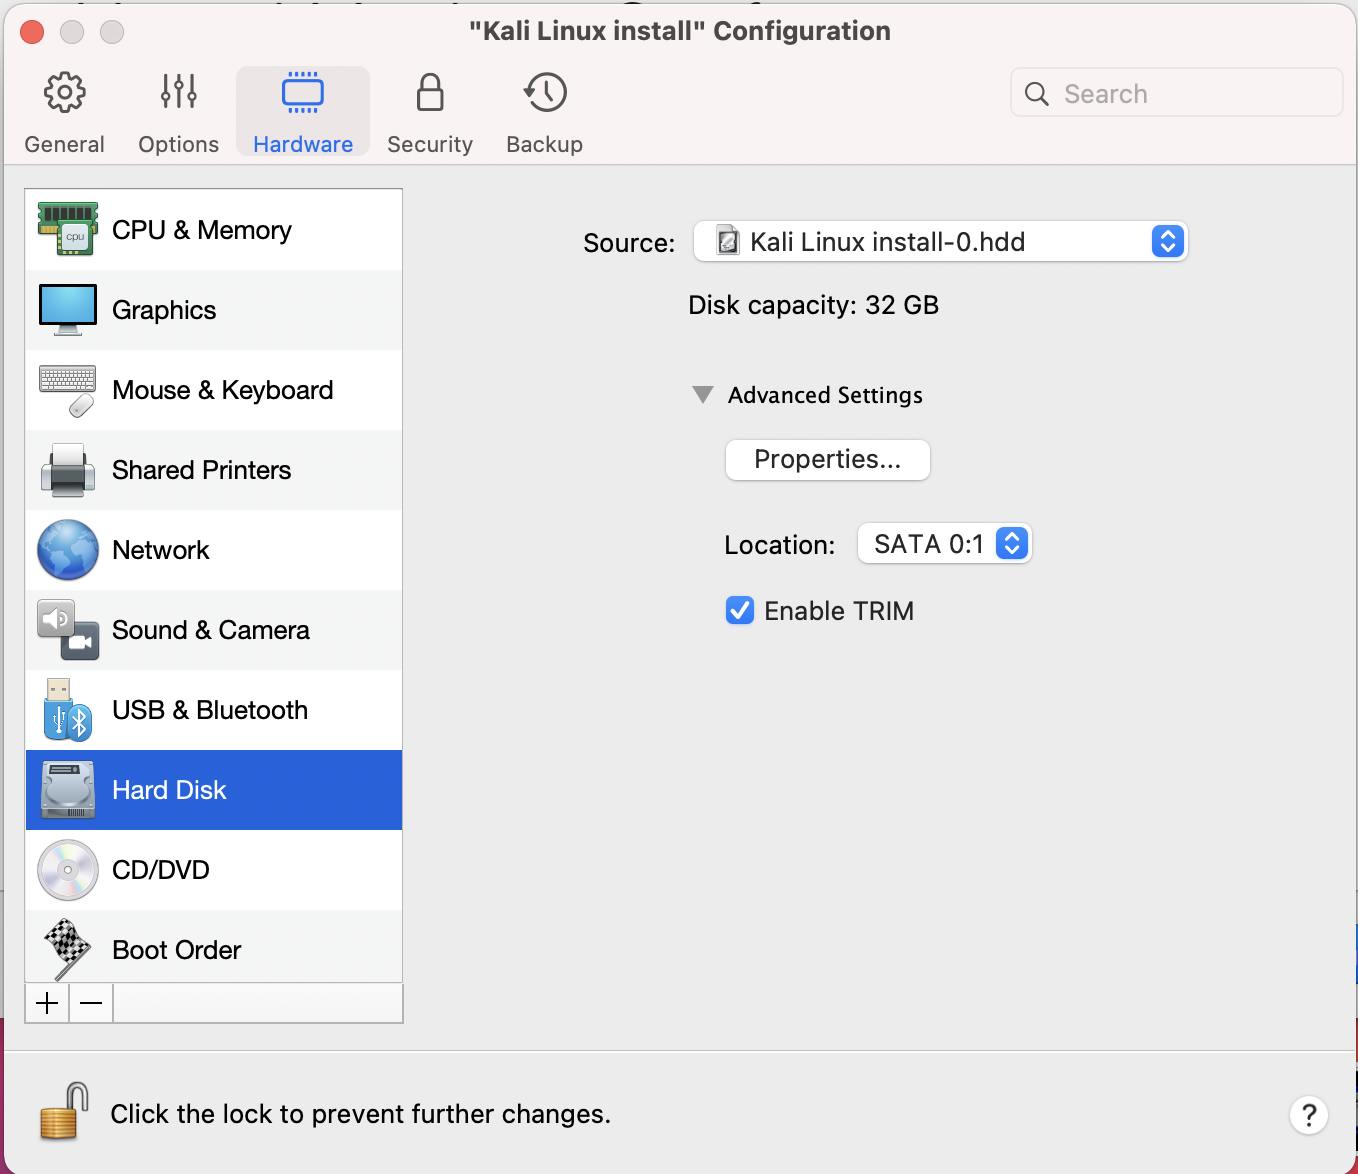 "Kali Linux install" Configuration
General
Options
Hardware
Security
Backup
Search
CPU & Memory
cpu
Graphics
Mouse & Keyboard
Shared Printers
Network
Sound & Camera
USB & Bluetooth
Hard Disk
CD/DVD
Boot Order
Source: Kali Linux install-0.hdd
Disk capacity: 32 GB
Advanced Settings
Properties...
Location: SATA 0:1
Enable TRIM
Click the lock to prevent further changes.
?